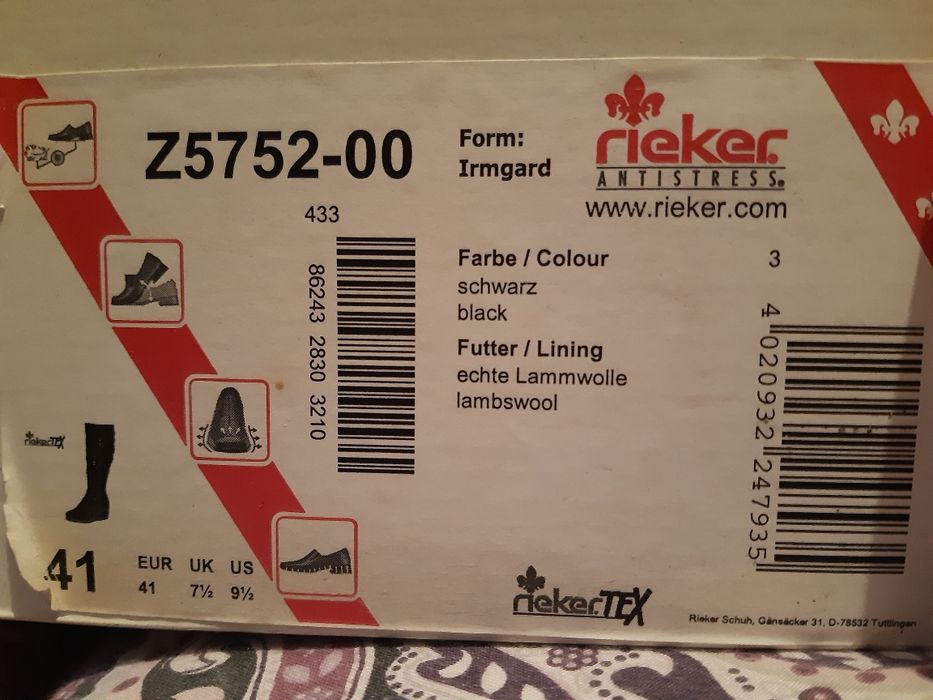 Z5752-00
433
86243 2830 3210
Form:
Irmgard
rieker
ANTISTRESS
www.rieker.com
Farbe / Colour
schwarz
black
3
Futter / Lining
echte Lammwolle
lambswool
4 020932 247935
riekerTEX
41
EUR UK US
41 7½ 9½
riekerTEX
Rieker Schuh, Gänsäcker 31, D-78532 Tuttlingen